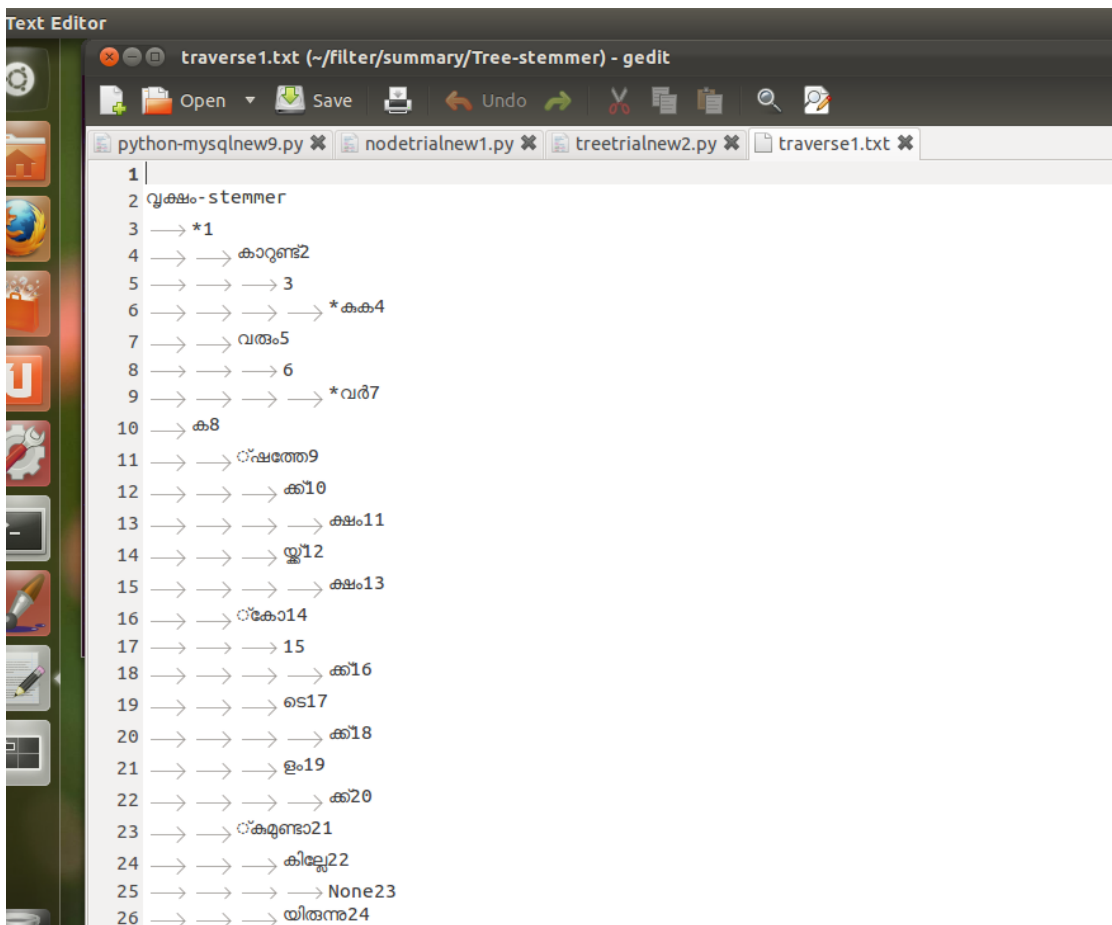 Text Editor
traverse1.txt (~/filter/summary/Tree-stemmer) - gedit
Open Save Undo
python-mysqlnew9.py nodetrialnew1.py treetrialnew2.py traverse1.txt
1
2 വൃക്ഷം-stemmer
3 *1
4 കാറുണ്ട്2
5 3
6 *കുക4
7 വരും5
8 6
9 *വർ7
10 ക8
11 ്ഷത്തേ9
12 ക്ക്10
13 ക്ഷം11
14 യ്ക്ക്12
15 ക്ഷം13
16 ്കോ14
17 15
18 ക്ക്16
19 ടെ17
20 ക്ക്18
21 ളം19
22 ക്ക്20
23 ്കുമുണ്ടാ21
24 കില്ലേ22
25 None23
26 യിരുന്നു24